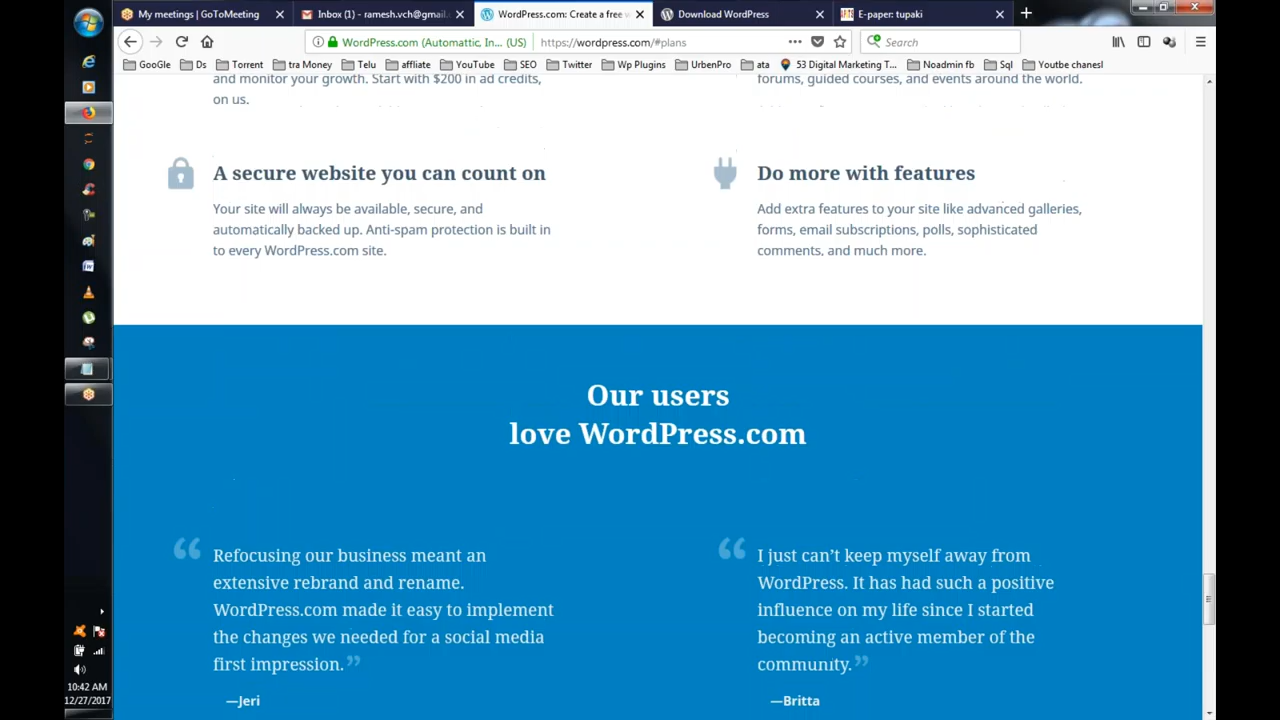 My meetings | GoToMeeting
Inbox (1) - ramesh.vch@gmail.
WordPress.com: Create a free
Download WordPress
E-paper: tupaki
WordPress.com (Automattic, In... (US)
https://wordpress.com/#plans
Search
GooGle
Ds
Torrent
tra Money
Telu
affliate
YouTube
SEO
Twitter
Wp Plugins
UrbenPro
ata
53 Digital Marketing T...
Noadmin fb
Sql
Youtbe chanesl
and monitor your growth. Start with $200 in ad credits,
on us.
forums, guided courses, and events around the world.
A secure website you can count on
Your site will always be available, secure, and
automatically backed up. Anti-spam protection is built in
to every WordPress.com site.
Do more with features
Add extra features to your site like advanced galleries,
forms, email subscriptions, polls, sophisticated
comments, and much more.
Our users
love WordPress.com
“ Refocusing our business meant an
extensive rebrand and rename.
WordPress.com made it easy to implement
the changes we needed for a social media
first impression.”
—Jeri
“ I just can’t keep myself away from
WordPress. It has had such a positive
influence on my life since I started
becoming an active member of the
community.”
—Britta
10:42 AM
12/27/2017